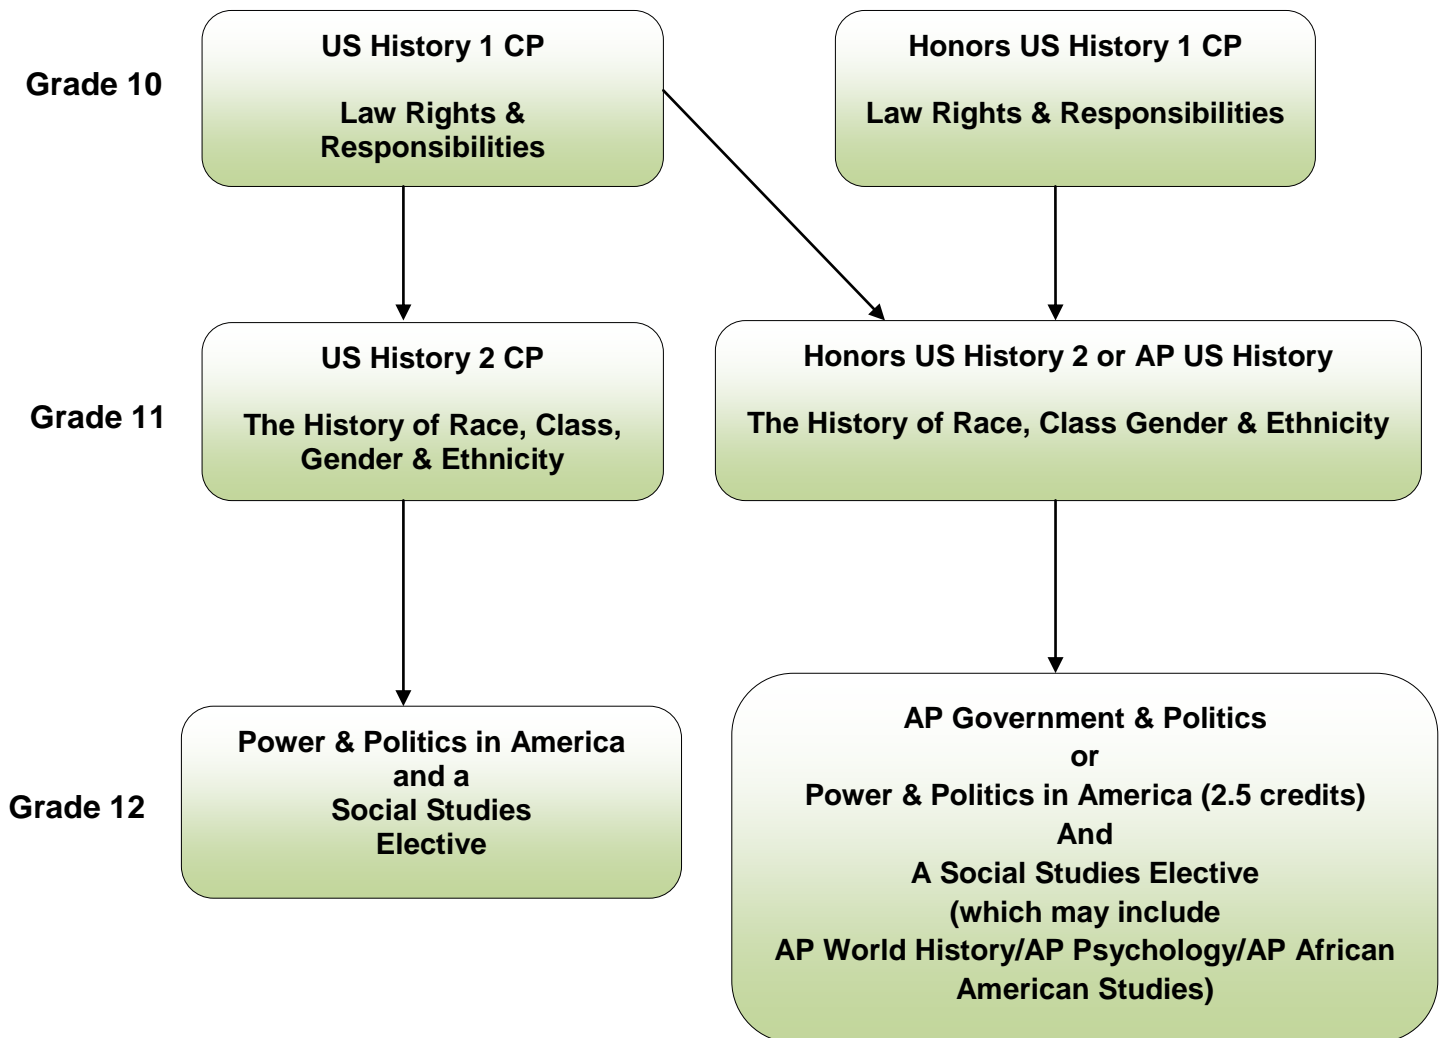 Grade 10
US History 1 CP
Law Rights &
Responsibilities
Honors US History 1 CP
Law Rights & Responsibilities
Grade 11
US History 2 CP
The History of Race, Class,
Gender & Ethnicity
Honors US History 2 or AP US History
The History of Race, Class Gender & Ethnicity
Grade 12
Power & Politics in America
and a
Social Studies
Elective
AP Government & Politics
or
Power & Politics in America (2.5 credits)
And
A Social Studies Elective
(which may include
AP World History/AP Psychology/AP African
American Studies)